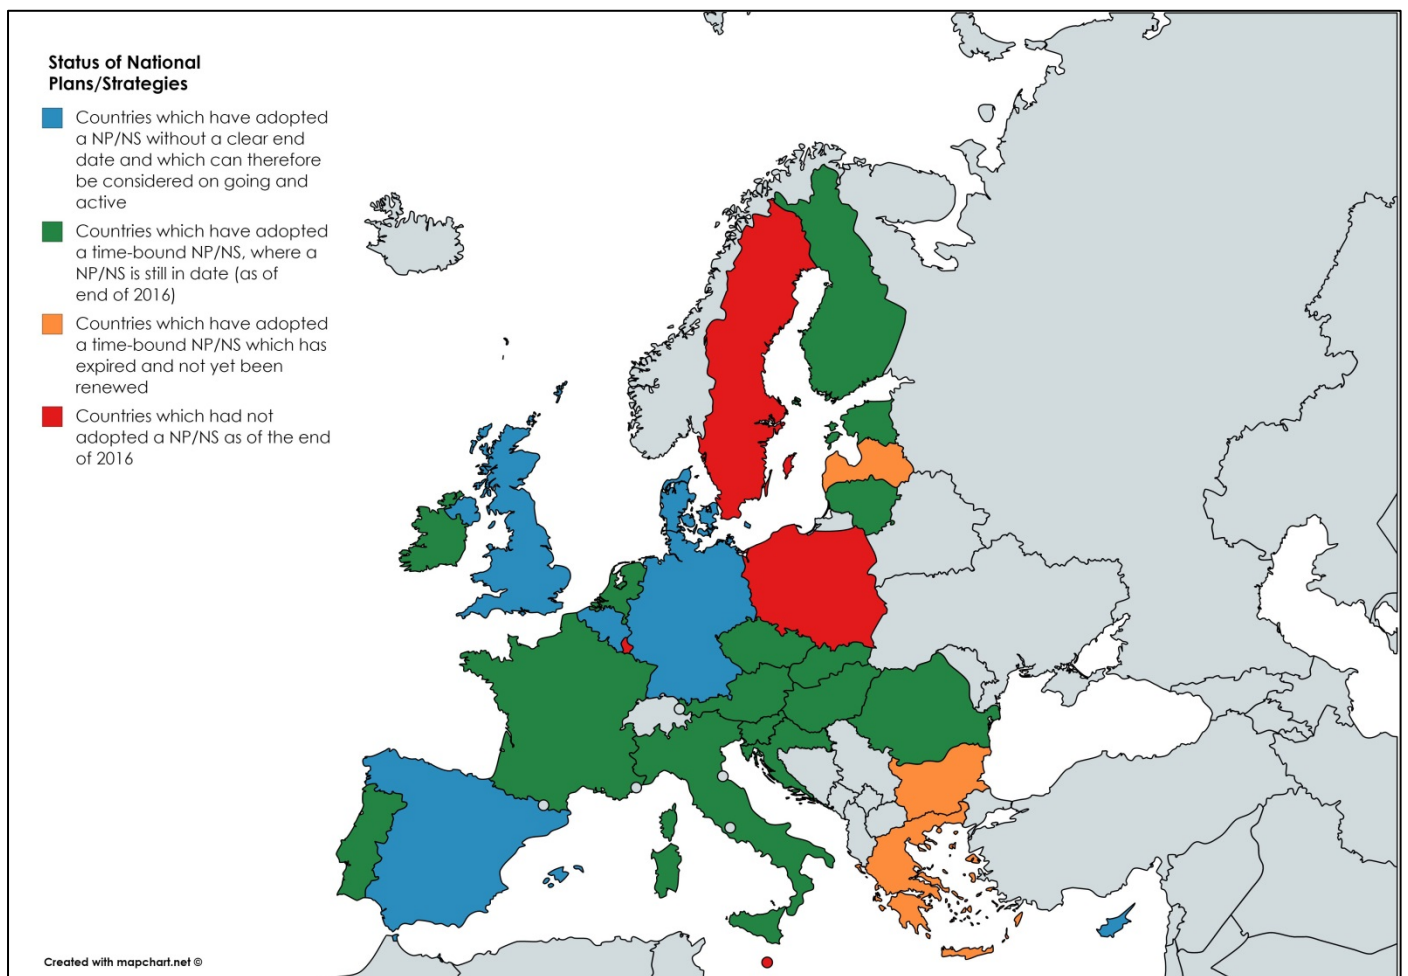 Status of National
Plans/Strategies
Countries which have adopted
a NP/NS without a clear end
date and which can therefore
be considered on going and
active
Countries which have adopted
a time-bound NP/NS, where a
NP/NS is still in date (as of
end of 2016)
Countries which have adopted
a time-bound NP/NS which has
expired and not yet been
renewed
Countries which had not
adopted a NP/NS as of the end
of 2016
Created with mapchart.net ©